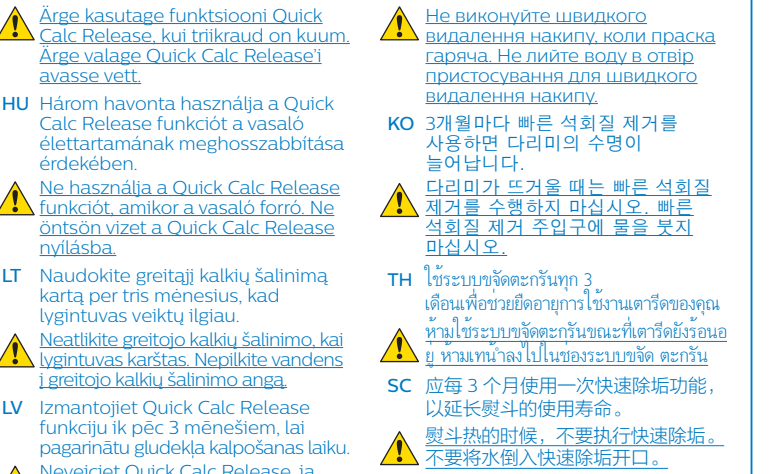 Ärge kasutage funktsiooni Quick
Calc Release, kui triikraud on kuum.
Ärge valage Quick Calc Release'i
avasse vett.
HU Három havonta használja a Quick
Calc Release funkciót a vasaló
élettartamának meghosszabbítása
érdekében.
Ne használja a Quick Calc Release
funkciót, amikor a vasaló forró. Ne
öntsön vizet a Quick Calc Release
nyílásba.
LT Naudokite greitąjį kalkių šalinimą
kartą per tris mėnesius, kad
lygintuvas veiktų ilgiau.
Neatlikite greitojo kalkių šalinimo, kai
lygintuvas karštas. Nepilkite vandens
į greitojo kalkių šalinimo angą.
LV Izmantojiet Quick Calc Release
funkciju ik pēc 3 mēnešiem, lai
pagarinātu gludekļa kalpošanas laiku.
Neveiciet Quick Calc Release, ja
Не виконуйте швидкого
видалення накипу, коли праска
гаряча. Не лийте воду в отвір
пристосування для швидкого
видалення накипу.
KO 3개월마다 빠른 석회질 제거를
사용하면 다리미의 수명이
늘어납니다.
다리미가 뜨거울 때는 빠른 석회질
제거를 수행하지 마십시오. 빠른
석회질 제거 주입구에 물을 붓지
마십시오.
TH ใช้ระบบขจัดตะกรันทุก 3
เดือนเพื่อช่วยยืดอายุการใช้งานเตารีดของคุณ
ห้ามใช้ระบบขจัดตะกรันขณะที่เตารีดยังร้อนอ
ยู่ ห้ามเทน้ำลงไปในช่องระบบขจัด ตะกรัน
SC 应每 3 个月使用一次快速除垢功能，
以延长熨斗的使用寿命。
熨斗热的时候，不要执行快速除垢。
不要将水倒入快速除垢开口。